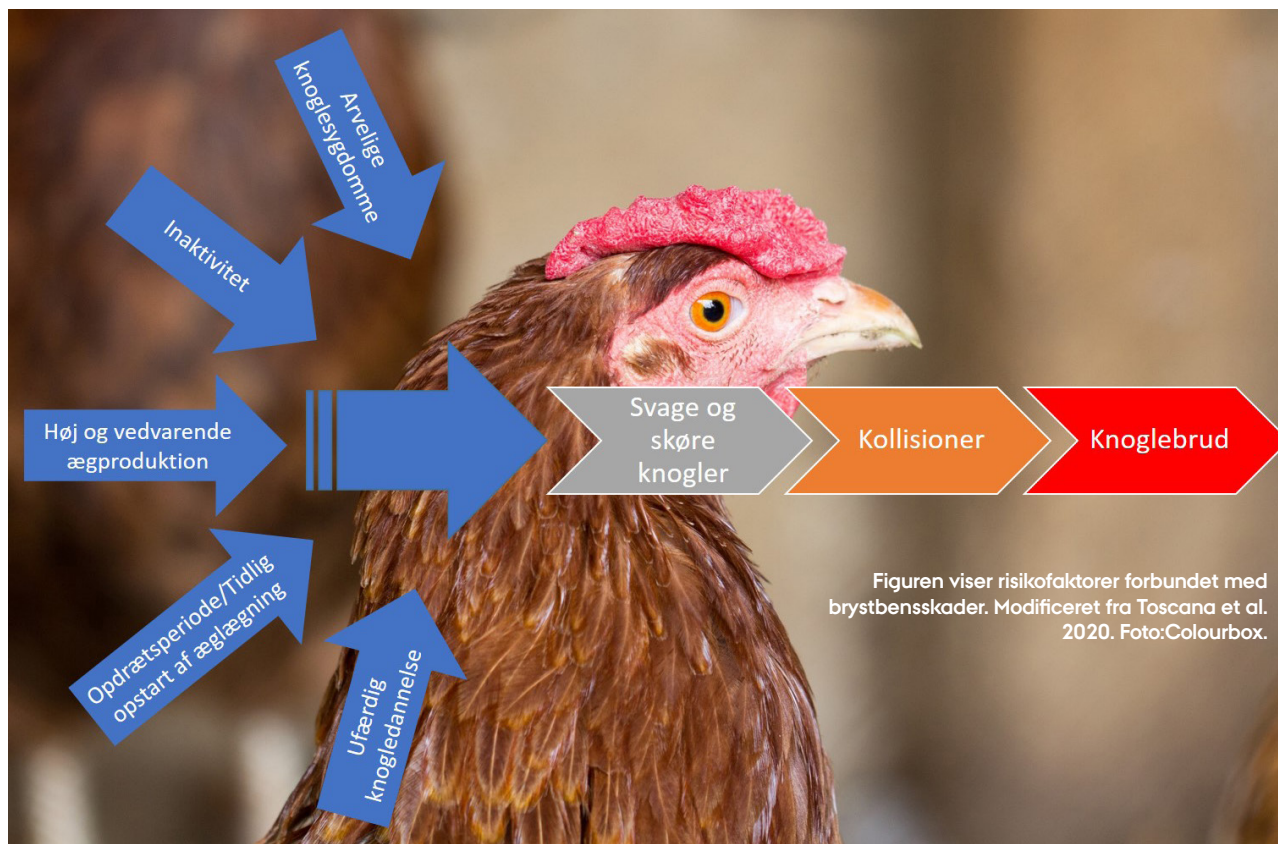 Arvelige
knoglesygdomme
Inaktivitet
Høj og vedvarende
ægproduktion
Opdrætsperiode/Tidlig
opstart af æglægning
Ufærdig
knogledannelse
Svage og
skøre
knogler
Kollisioner
Knoglebrud
Figuren viser risikofaktorer forbundet med
brystbensskader. Modificeret fra Toscana et al.
2020. Foto:Colourbox.